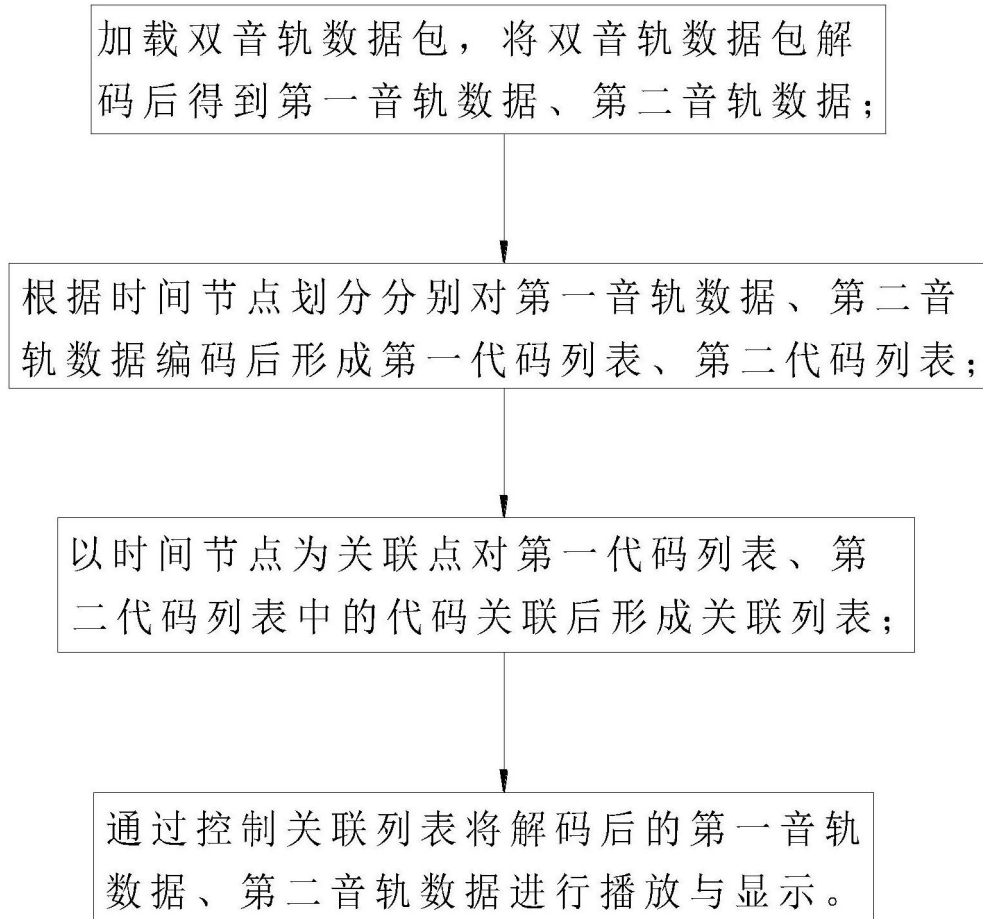 加载双音轨数据包，将双音轨数据包解
码后得到第一音轨数据、第二音轨数据；
根据时间节点划分分别对第一音轨数据、第二音
轨数据编码后形成第一代码列表、第二代码列表；
以时间节点为关联点对第一代码列表、第
二代码列表中的代码关联后形成关联列表；
通过控制关联列表将解码后的第一音轨
数据、第二音轨数据进行播放与显示。